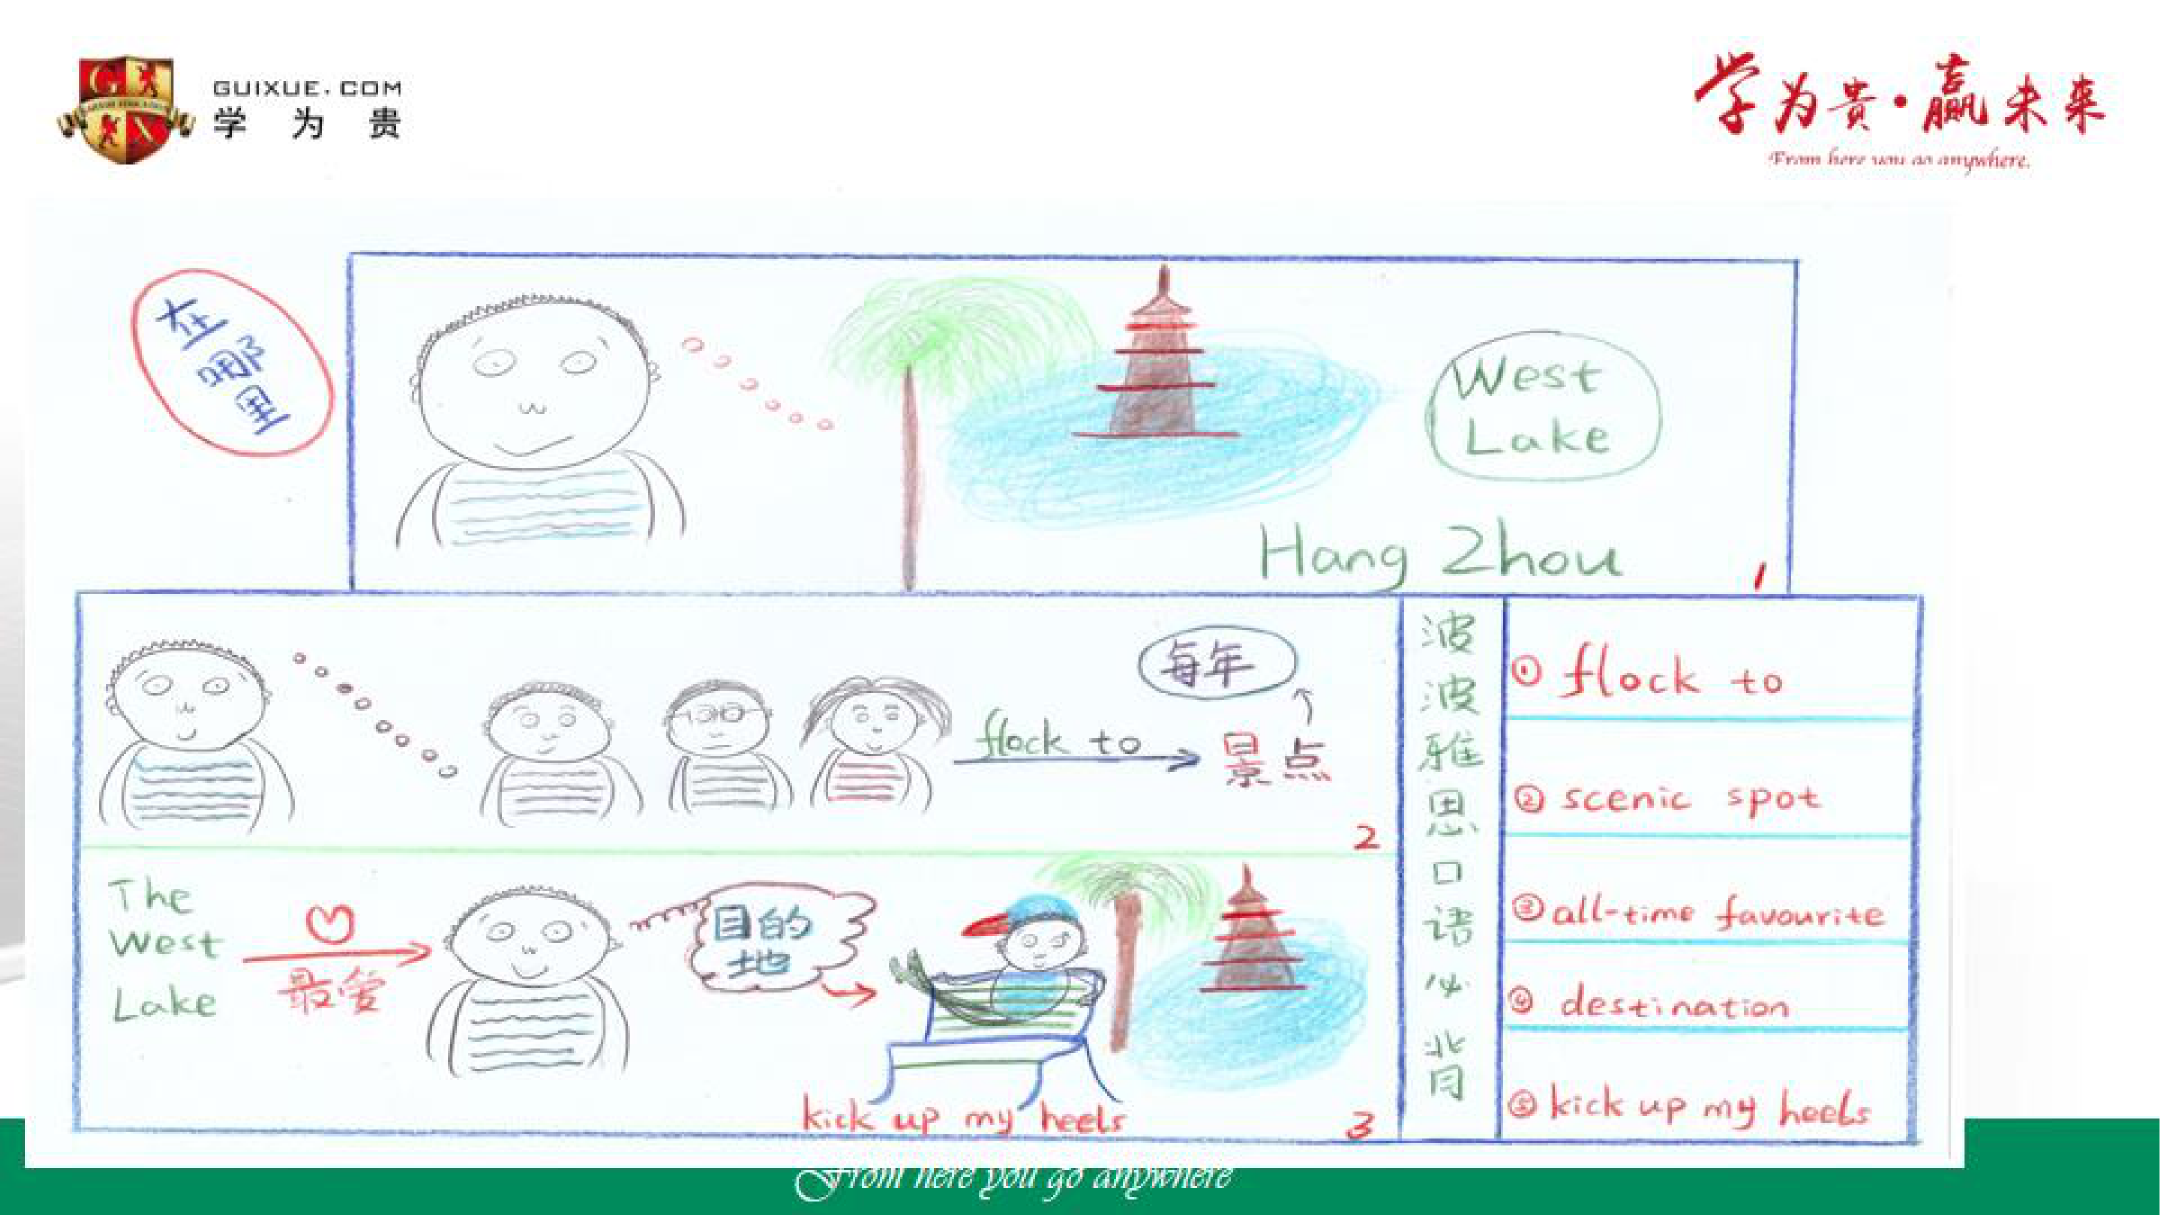 GUIXUE.COM
学为贵
学为贵·赢未来
From here you go anywhere.
在哪里
West
Lake
Hang Zhou
1
每年
flock to
景点
2
The
West
Lake
最爱
目的
地
kick up my heels
3
波波雅思口语必背
① flock to
② scenic spot
③ all-time favourite
④ destination
⑤ kick up my heels
From here you go anywhere